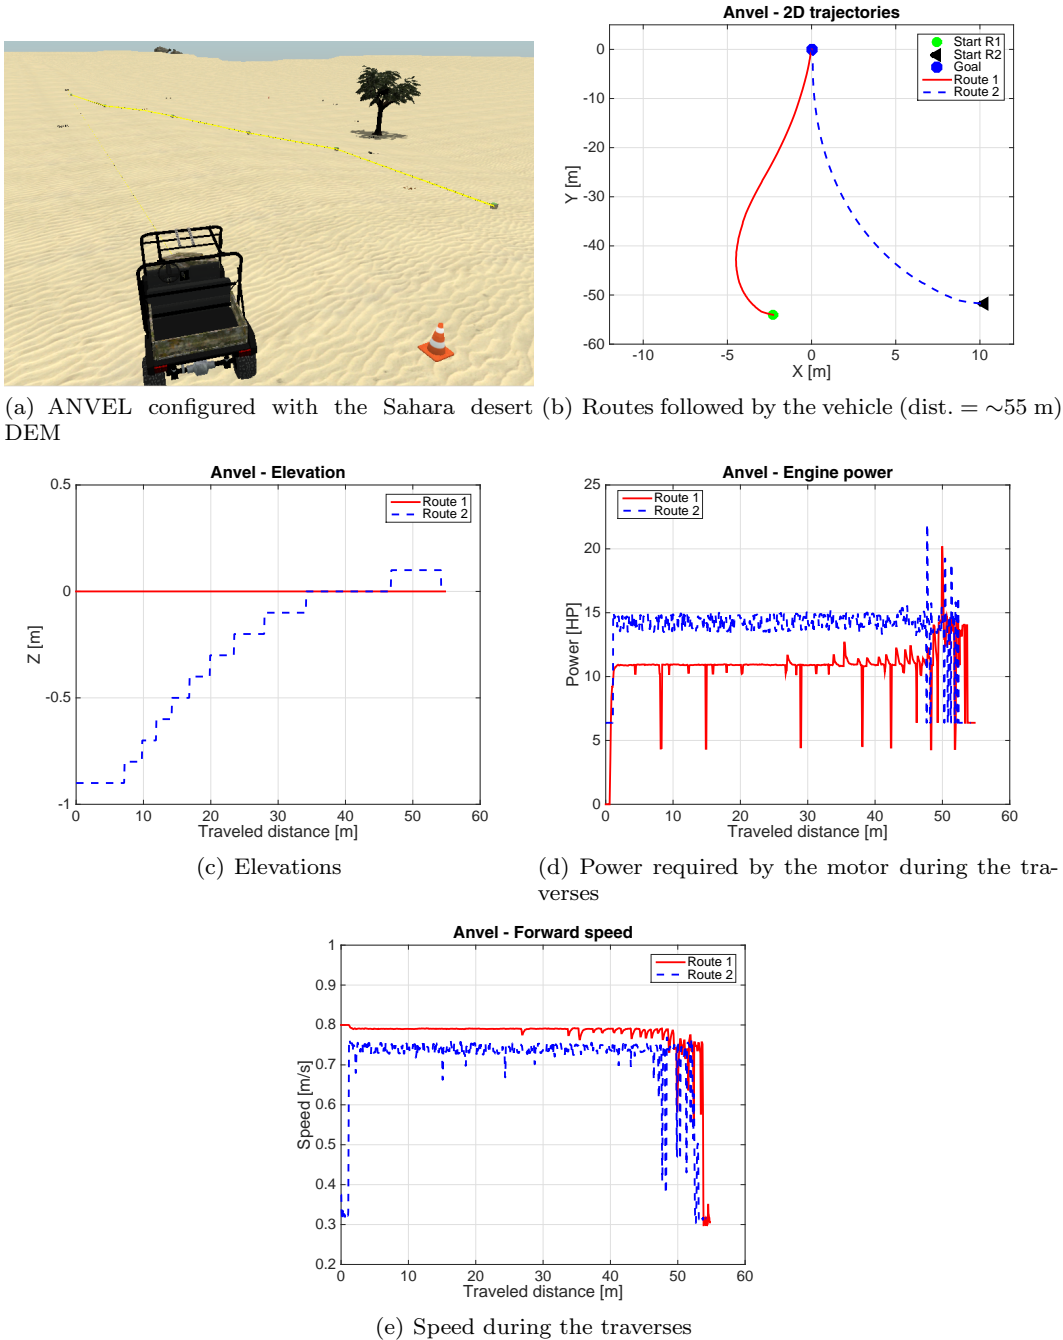 Anvel - 2D trajectories
Start R1
Start R2
Goal
Route 1
Route 2
0
-10
-20
-30
-40
-50
-60
Y [m]
-10
-5
0
5
10
X [m]
(a) ANVEL configured with the Sahara desert DEM
(b) Routes followed by the vehicle (dist. = ~55 m)
Anvel - Elevation
Route 1
Route 2
0.5
0
-0.5
-1
Z [m]
0
10
20
30
40
50
60
Traveled distance [m]
(c) Elevations
Anvel - Engine power
Route 1
Route 2
25
20
15
10
5
0
Power [HP]
0
10
20
30
40
50
60
Traveled distance [m]
(d) Power required by the motor during the tra-
verses
Anvel - Forward speed
Route 1
Route 2
1
0.9
0.8
0.7
0.6
0.5
0.4
0.3
0.2
Speed [m/s]
0
10
20
30
40
50
60
Traveled distance [m]
(e) Speed during the traverses